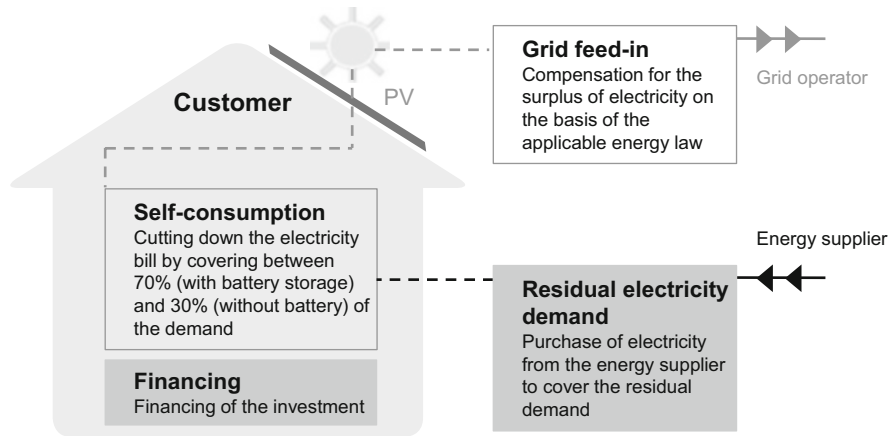 Customer
PV
Grid feed-in
Compensation for the
surplus of electricity on
the basis of the
applicable energy law
Grid operator
Self-consumption
Cutting down the electricity
bill by covering between
70% (with battery storage)
and 30% (without battery) of
the demand
Financing
Financing of the investment
Energy supplier
Residual electricity
demand
Purchase of electricity
from the energy supplier
to cover the residual
demand